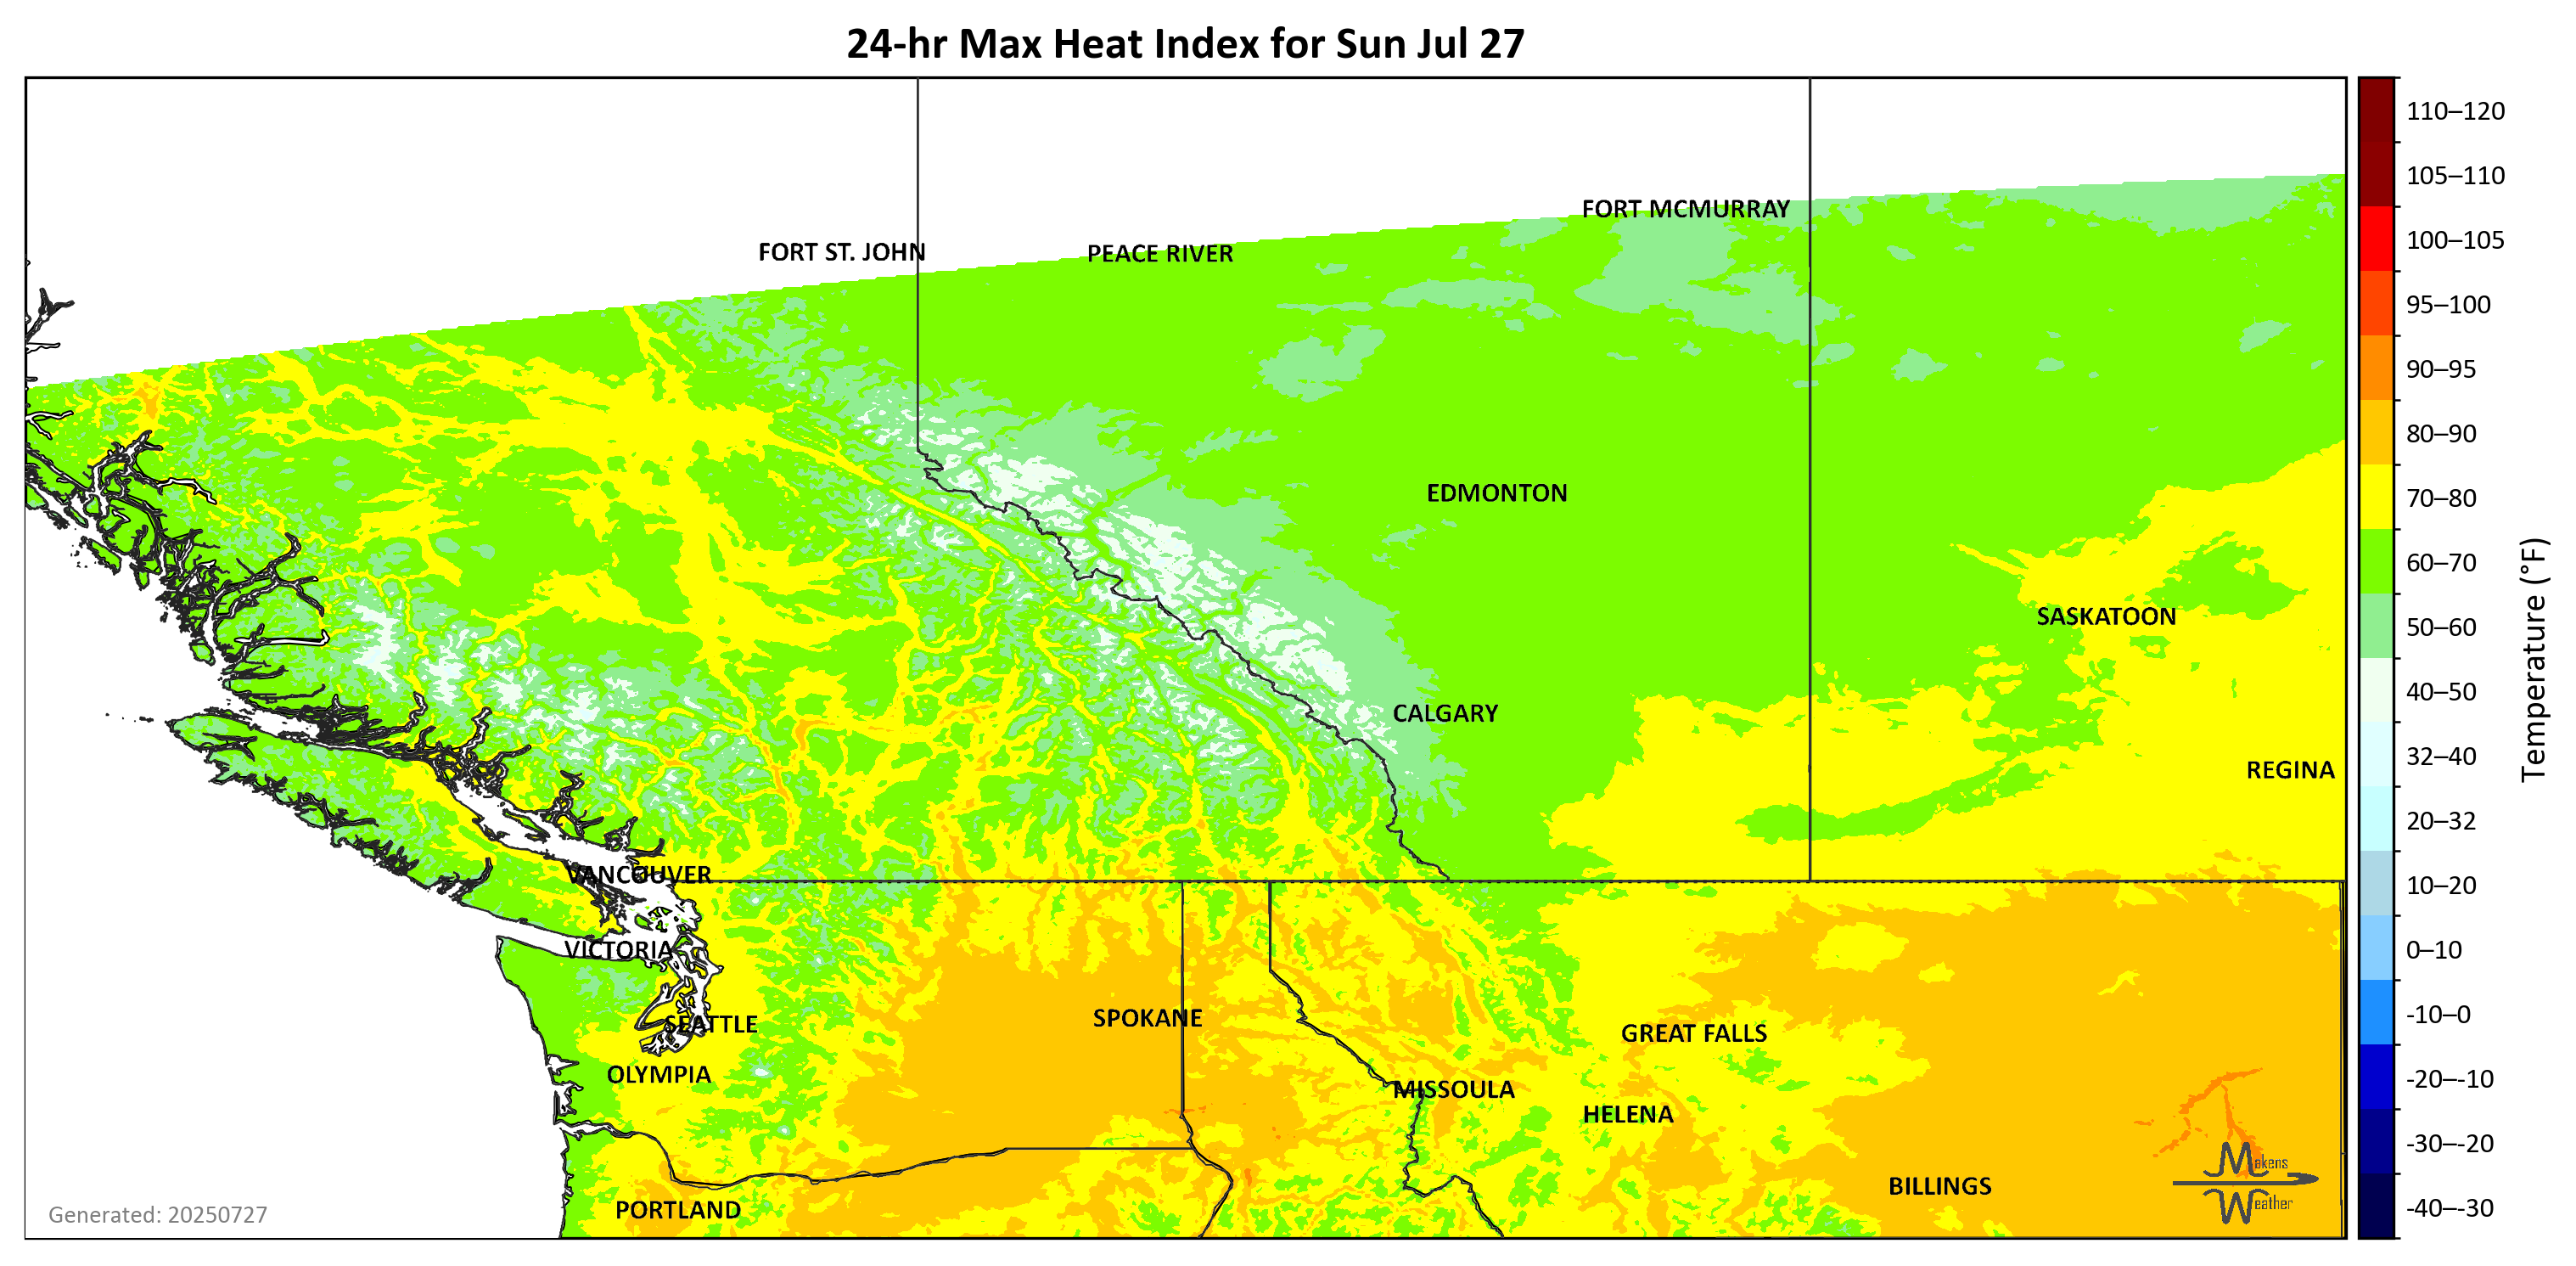 24-hr Max Heat Index for Sun Jul 27
FORT MCMURRAY
FORT ST. JOHN
PEACE RIVER
EDMONTON
SASKATOON
CALGARY
REGINA
VANCOUVER
VICTORIA
SPOKANE
SEATTLE
GREAT FALLS
OLYMPIA
MISSOULA
HELENA
BILLINGS
PORTLAND
Makens
Weather
Generated: 20250727
110–120
105–110
100–105
95–100
90–95
80–90
70–80
60–70
50–60
40–50
32–40
20–32
10–20
0–10
-10–0
-20–-10
-30–-20
-40–-30
Temperature (°F)